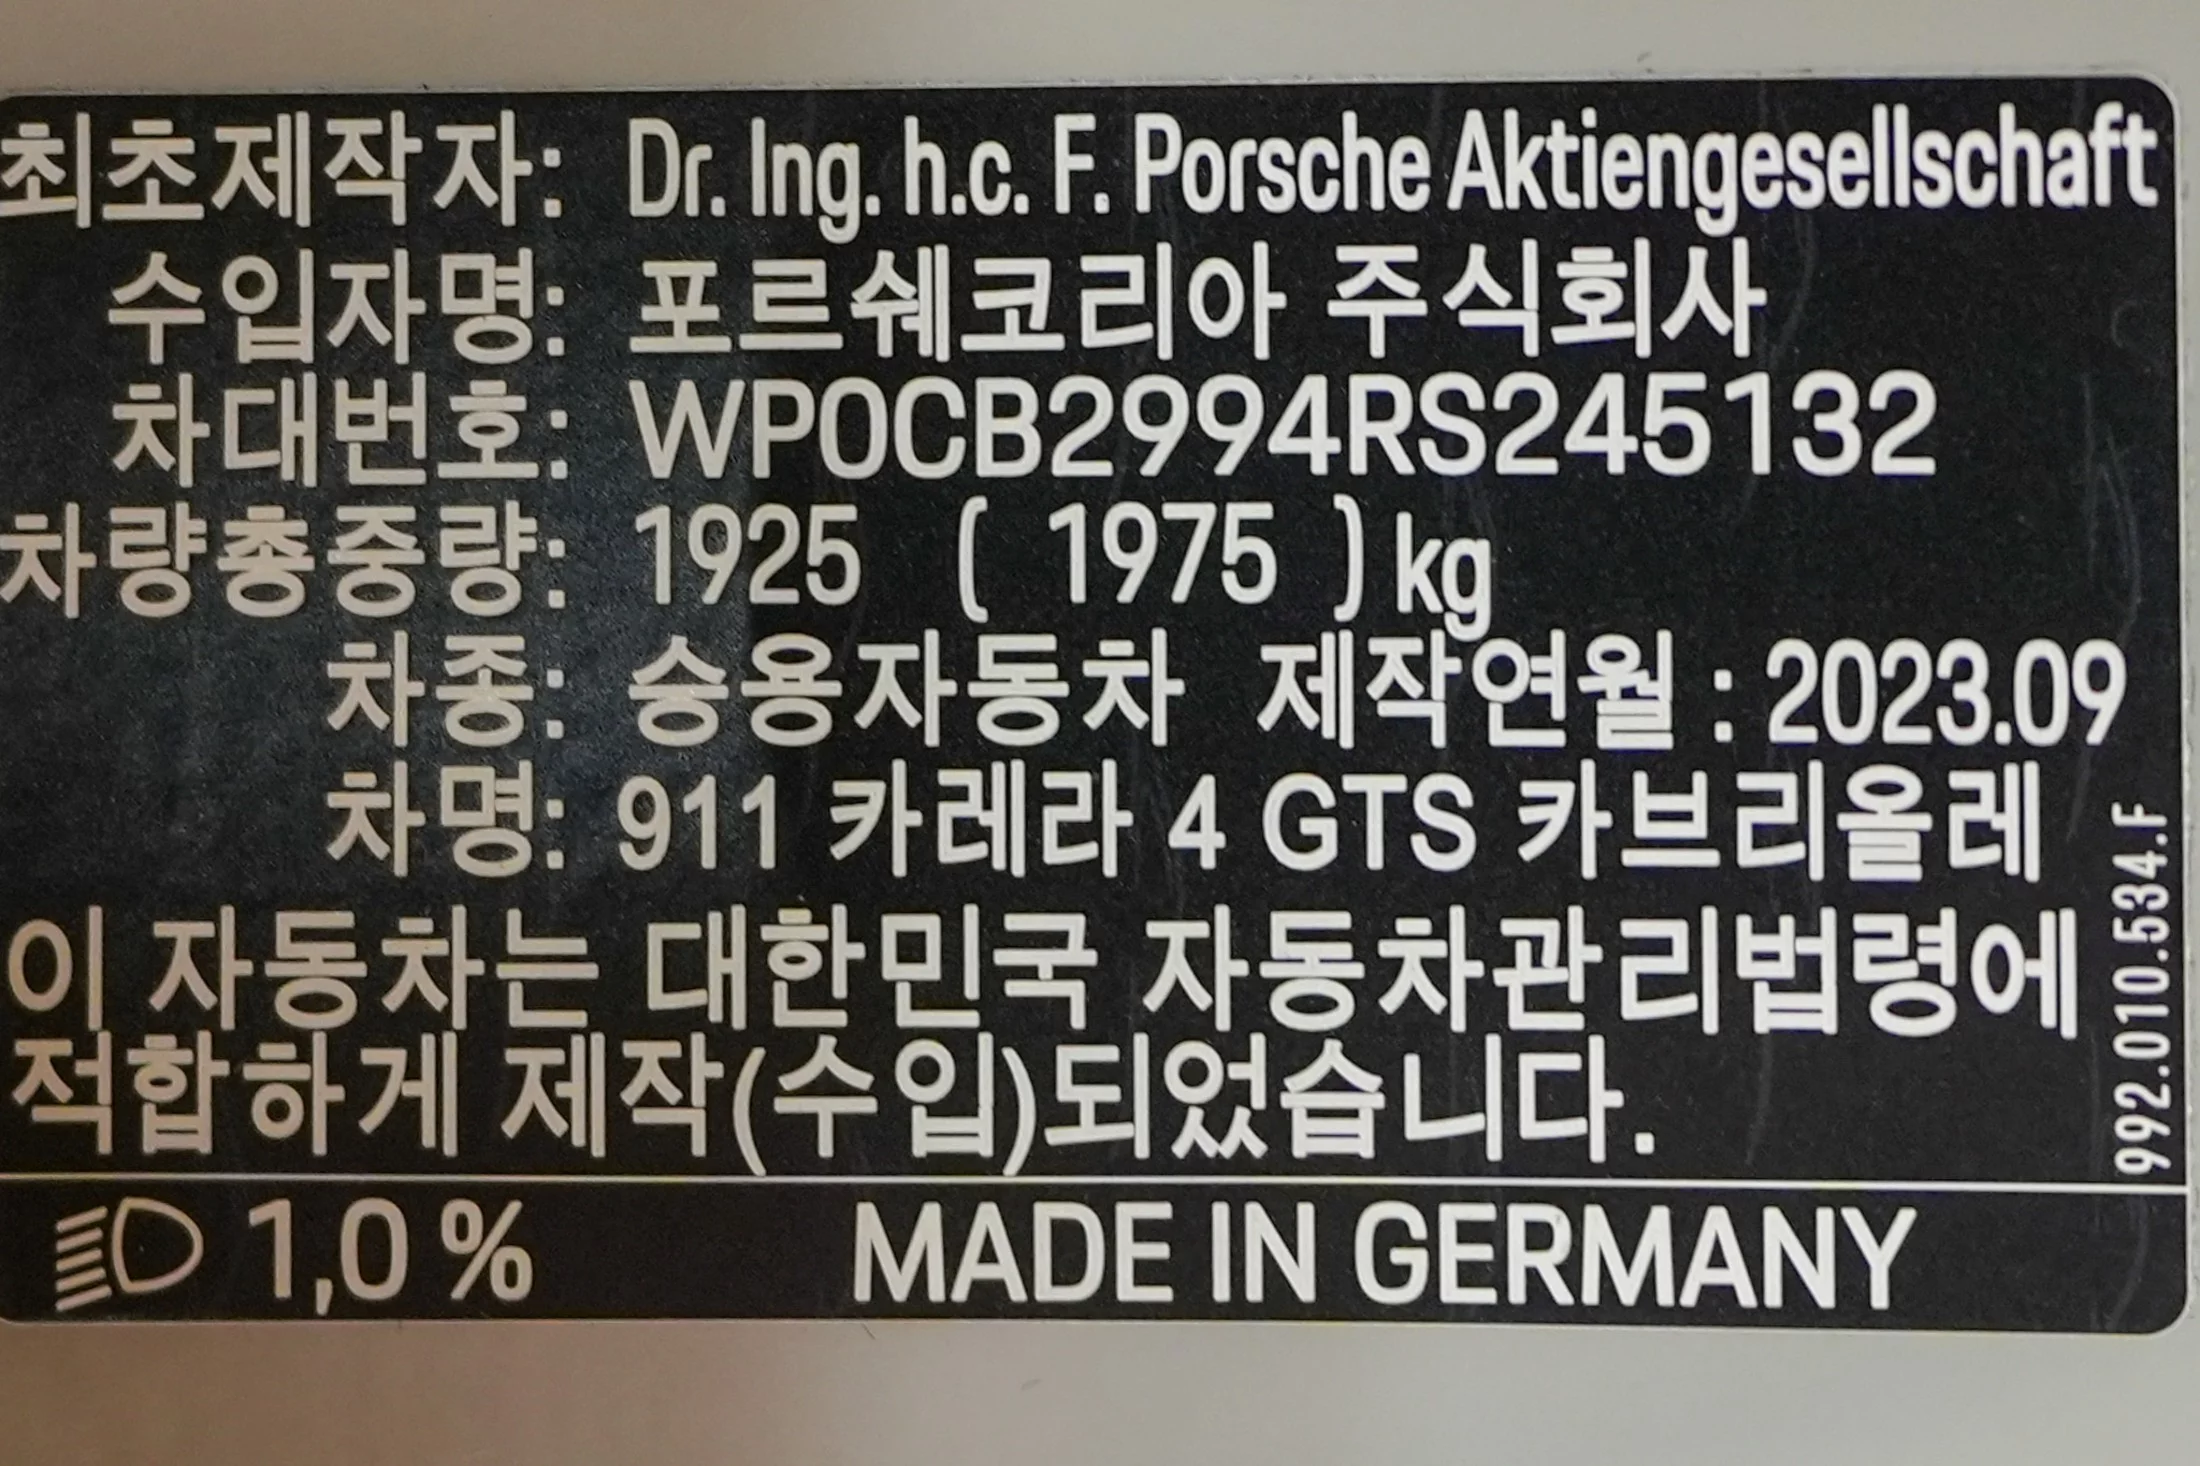 최초제작자: Dr. Ing. h.c. F. Porsche Aktiengesellschaft
수입자명: 포르쉐코리아 주식회사
차대번호: WP0CB2994RS245132
차량총중량: 1925 ( 1975 ) kg
차종: 승용자동차 제작연월 : 2023.09
차명: 911 카레라 4 GTS 카브리올레
이 자동차는 대한민국 자동차관리법령에
적합하게 제작(수입)되었습니다.
992.010.534.F
1,0 % MADE IN GERMANY